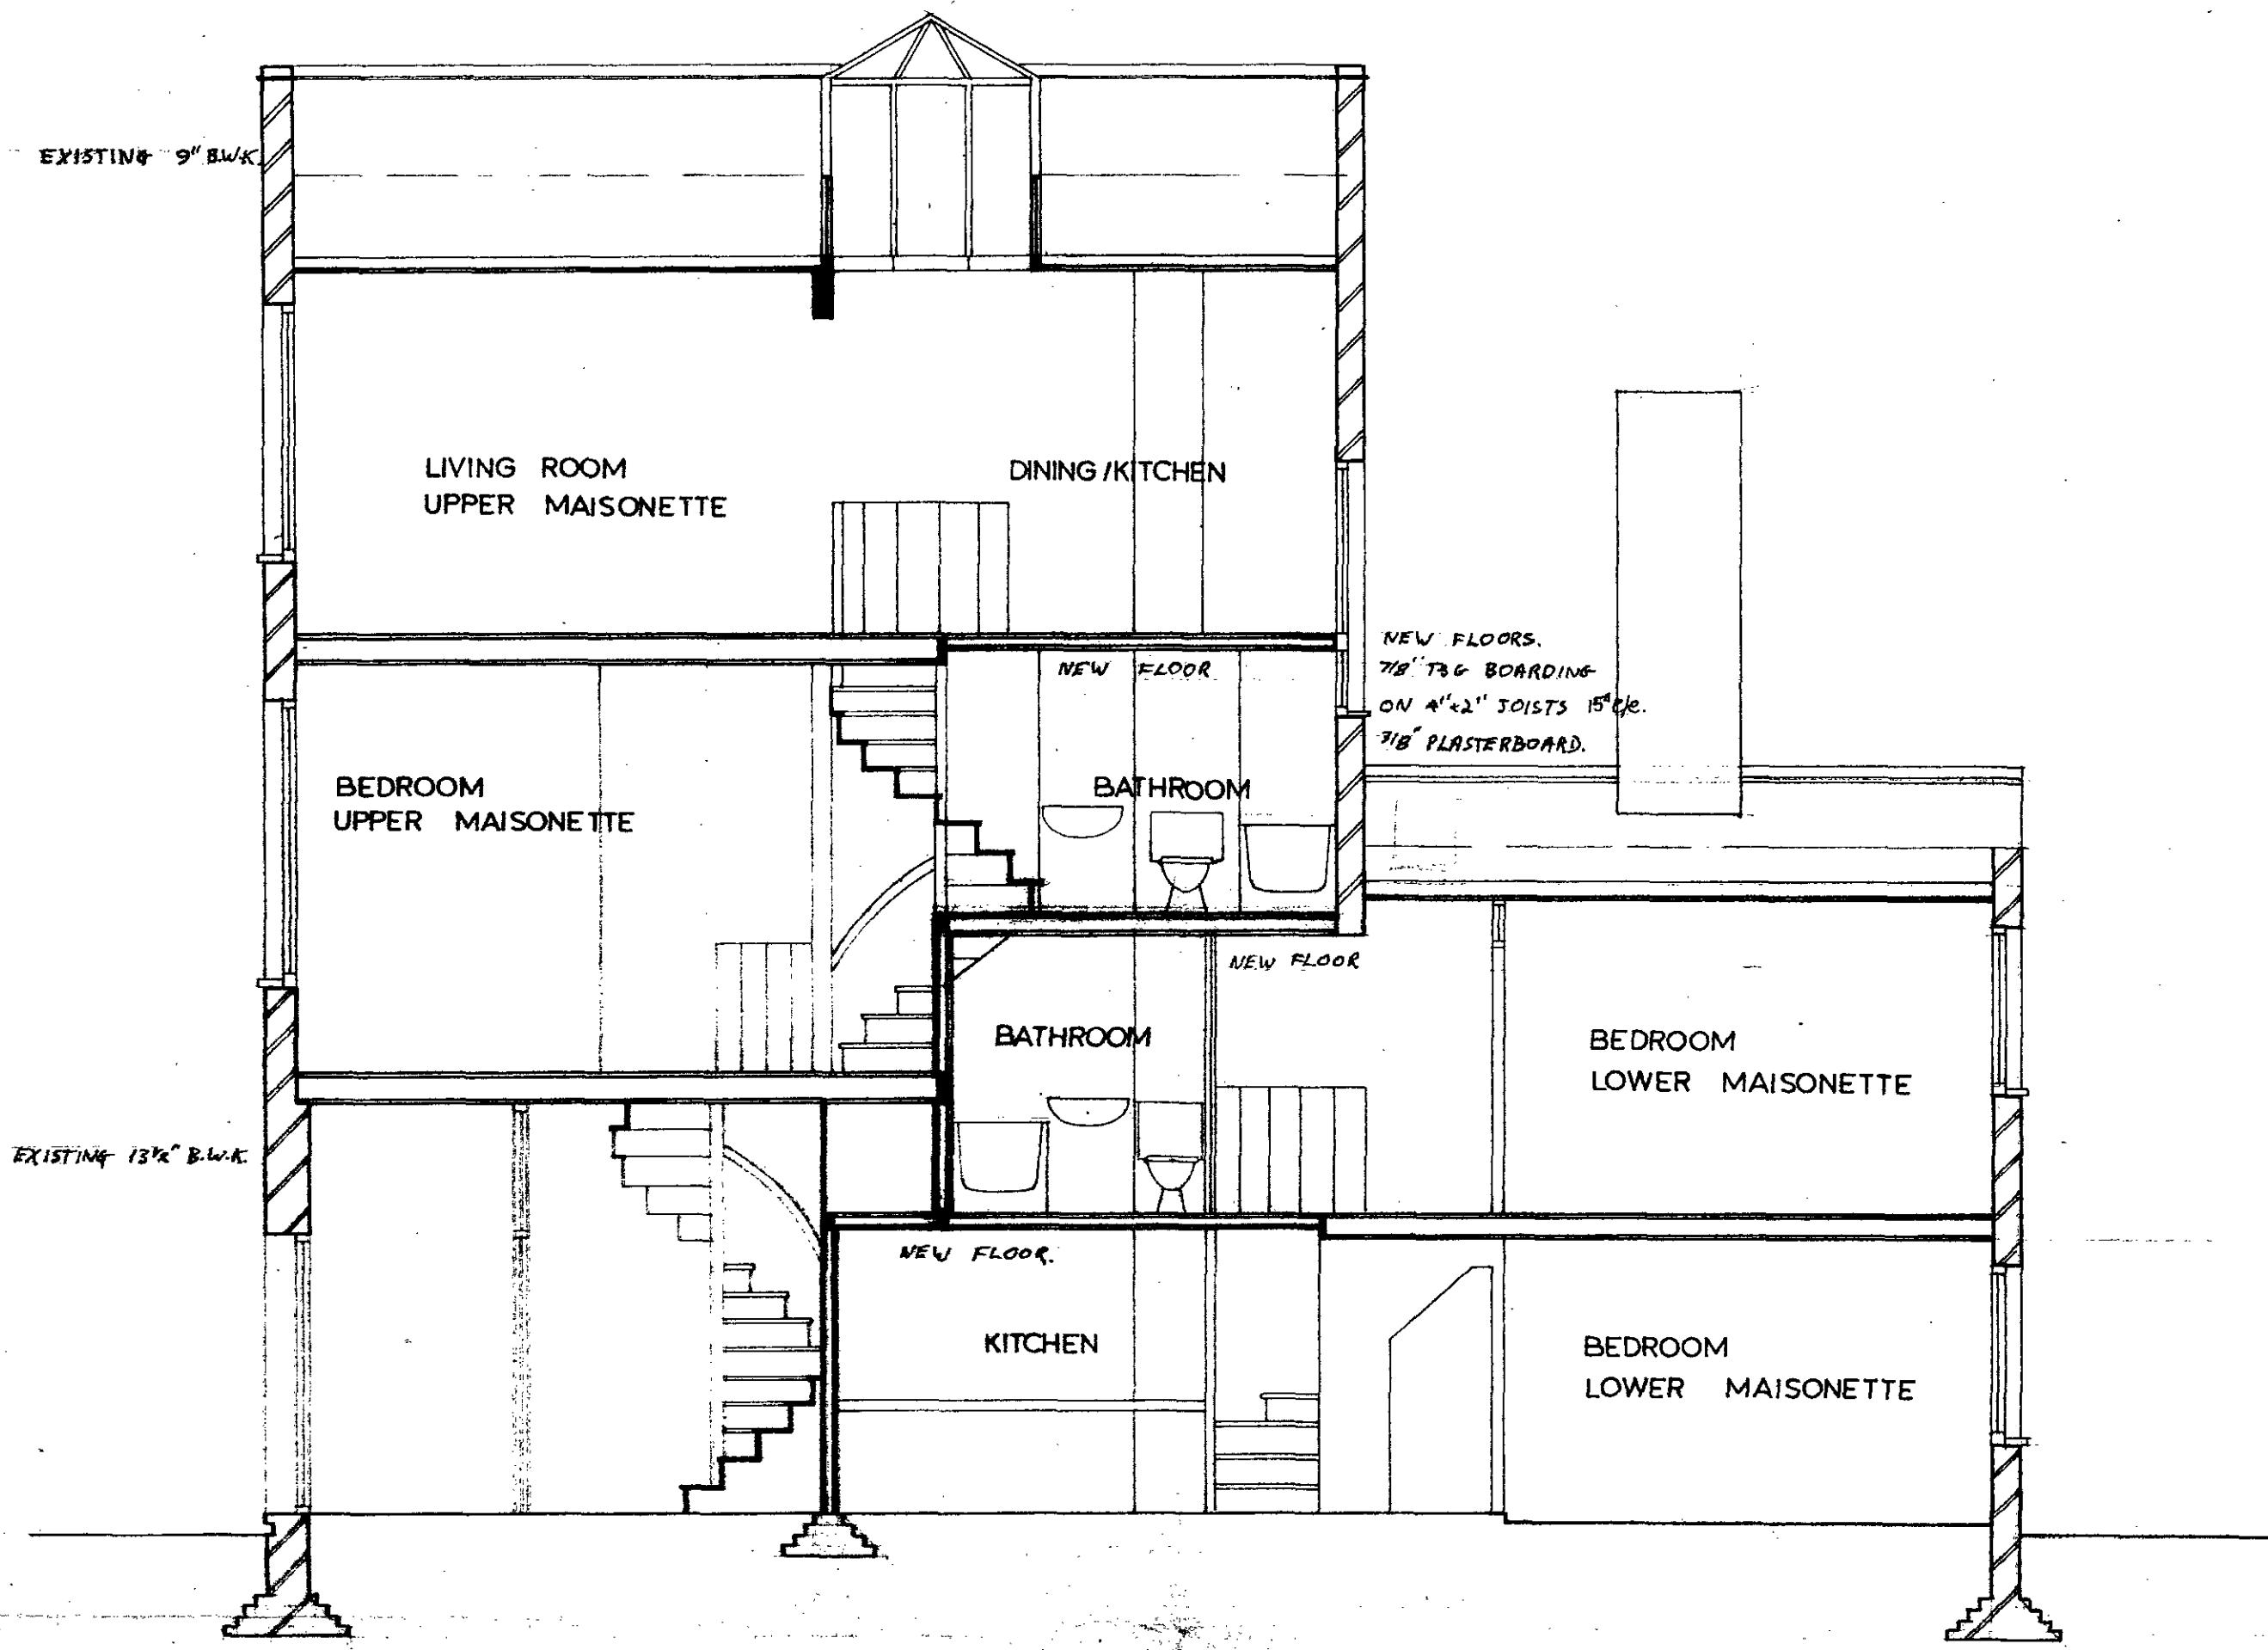 EXISTING 9" B.W.K.
LIVING ROOM
UPPER MAISONETTE
DINING/KITCHEN
NEW FLOORS.
7/8" T&G BOARDING
ON 4"x2" JOISTS 15" c/c.
3/8" PLASTERBOARD.
NEW FLOOR
BEDROOM
UPPER MAISONETTE
BATHROOM
NEW FLOOR
BATHROOM
BEDROOM
LOWER MAISONETTE
EXISTING 13½" B.W.K.
NEW FLOOR.
KITCHEN
BEDROOM
LOWER MAISONETTE